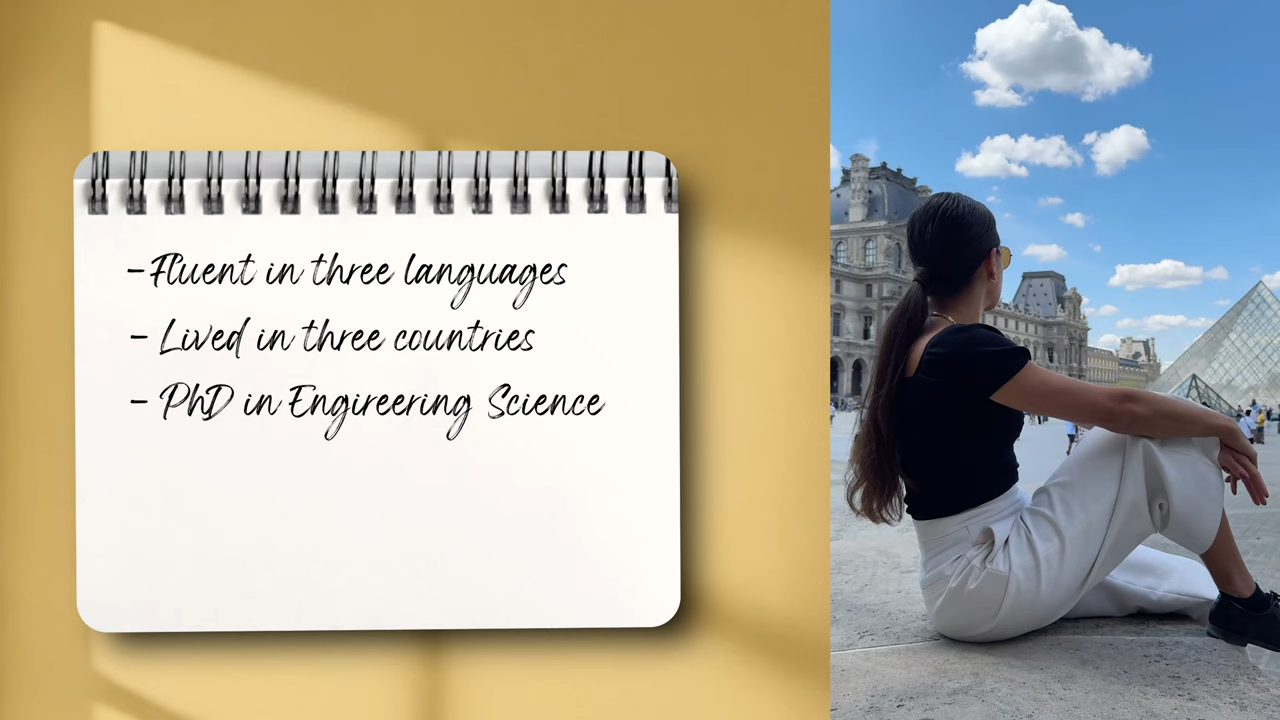 -Fluent in three languages
- Lived in three countries
- PhD in Engireering Science